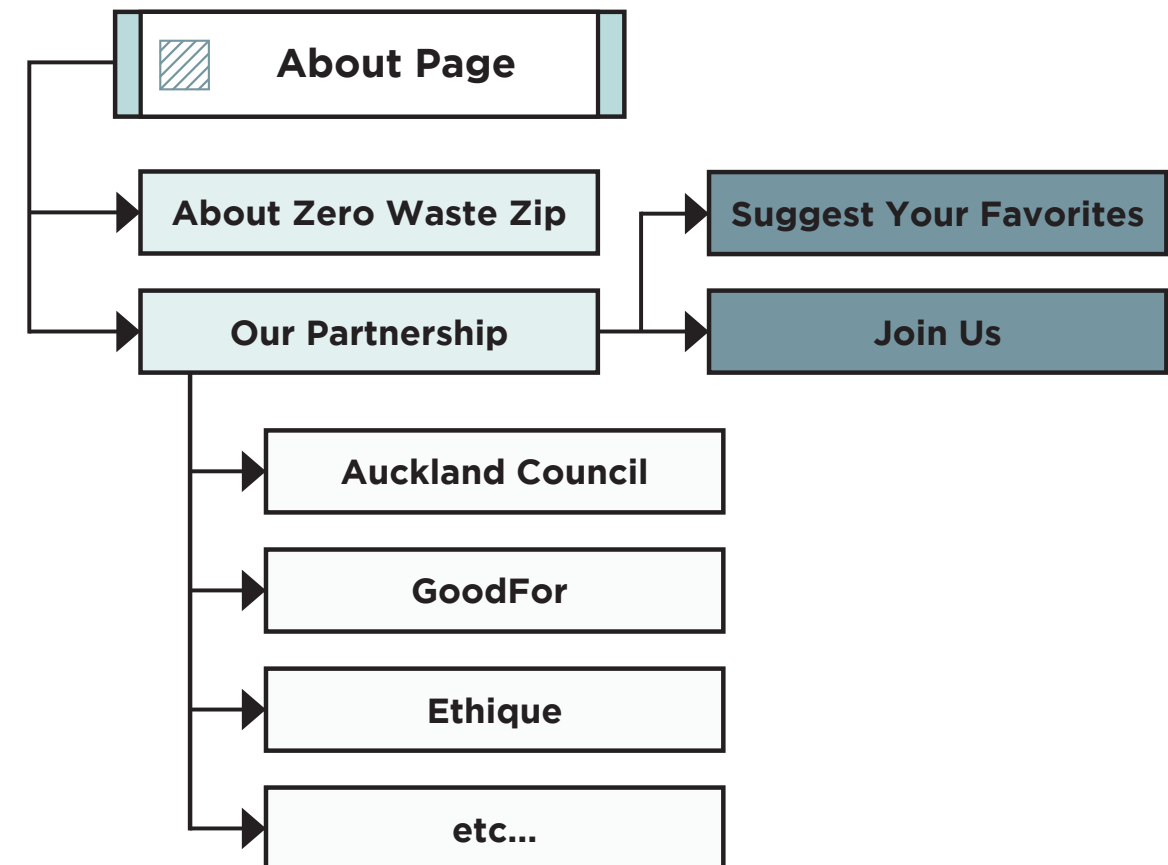 About Page
About Zero Waste Zip
Suggest Your Favorites
Our Partnership
Join Us
Auckland Council
GoodFor
Ethique
etc...